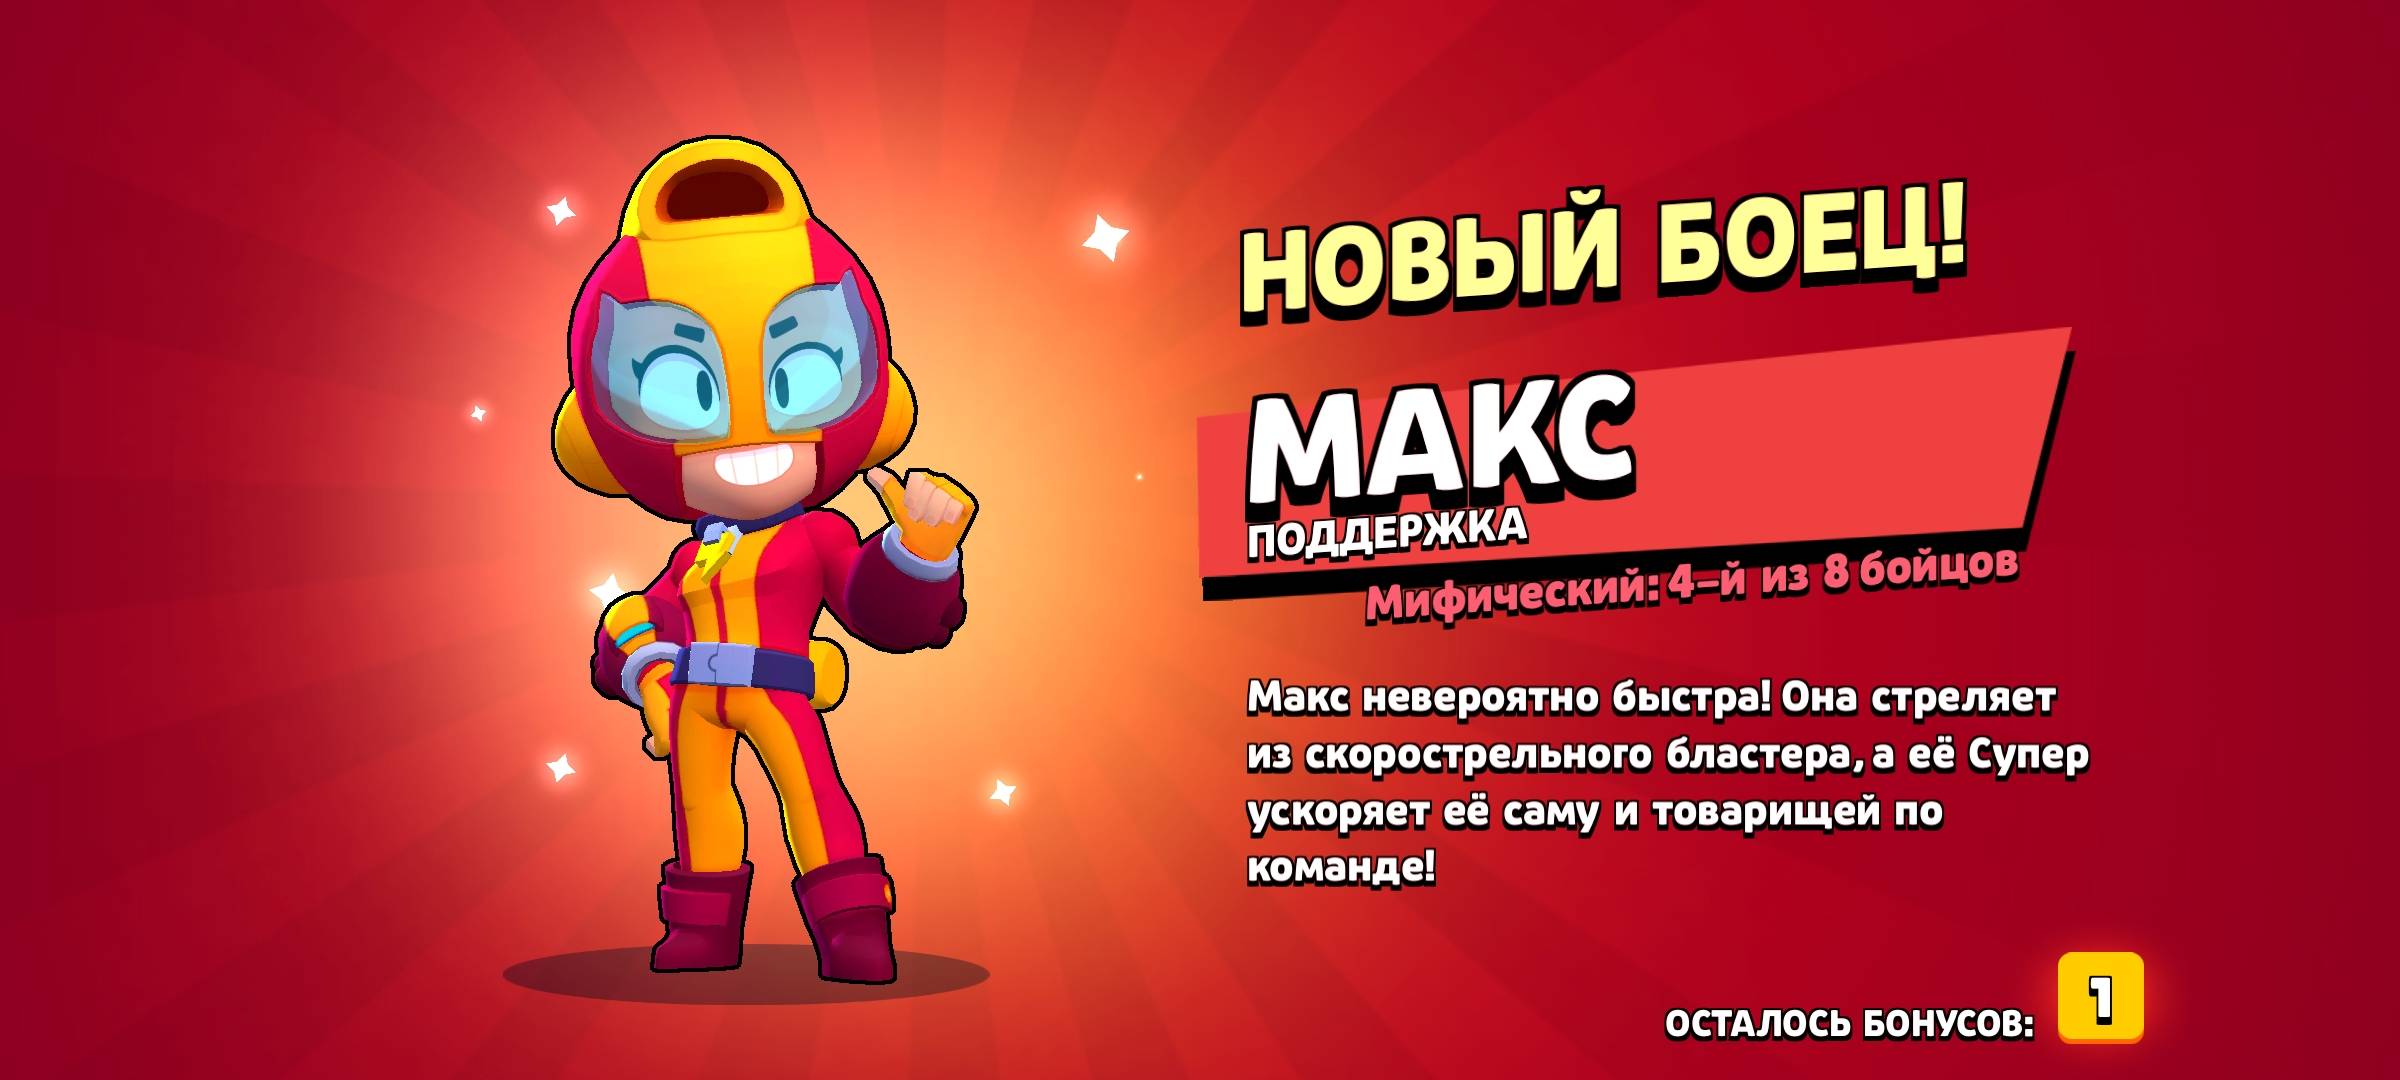 НОВЫЙ БОЕЦ!
МАКС
ПОДДЕРЖКА
Мифический: 4-й из 8 бойцов
Макс невероятно быстра! Она стреляет
из скорострельного бластера, а её Супер
ускоряет её саму и товарищей по
команде!
ОСТАЛОСЬ БОНУСОВ: 1